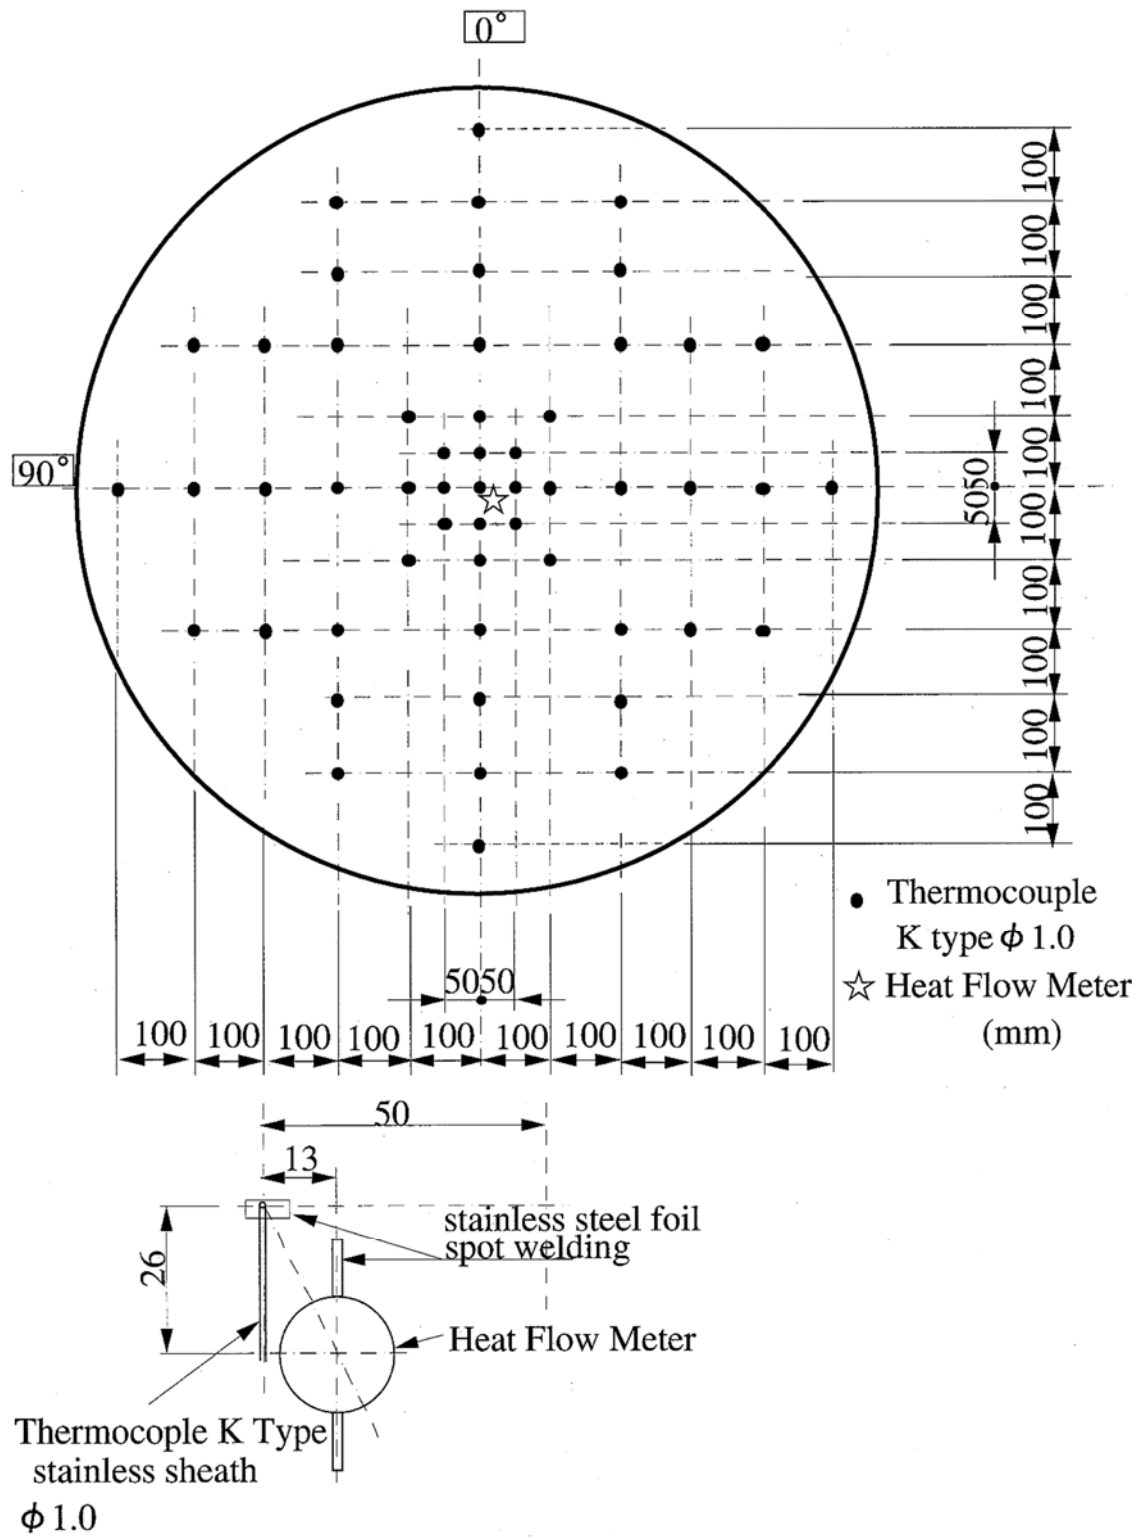 0°
100
100
100
100
90°
100
5050
100
100
100
100
100
Thermocouple
K type ϕ 1.0
☆ Heat Flow Meter
(mm)
5050
100 100 100 100 100 100 100 100 100 100
50
13
stainless steel foil
spot welding
26
Heat Flow Meter
Thermocople K Type
stainless sheath
ϕ 1.0